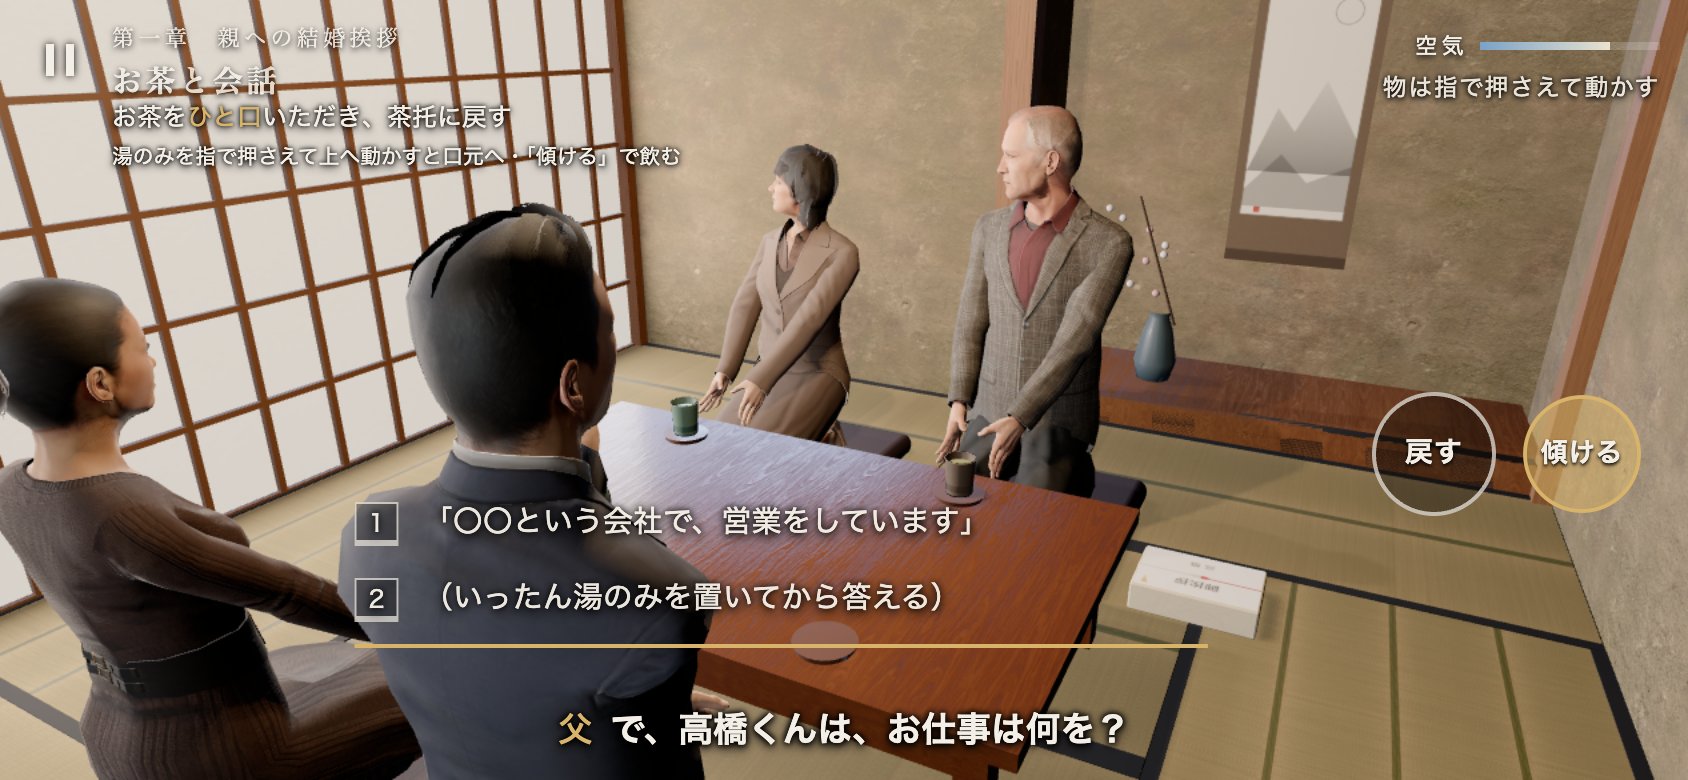 第一章 親への結婚挨拶
お茶と会話
お茶をひと口いただき、茶托に戻す
湯のみを指で押さえて上へ動かすと口元へ・「傾ける」で飲む
空気
物は指で押さえて動かす
戻す
傾ける
1 「〇〇という会社で、営業をしています」
2 （いったん湯のみを置いてから答える）
父 で、高橋くんは、お仕事は何を？